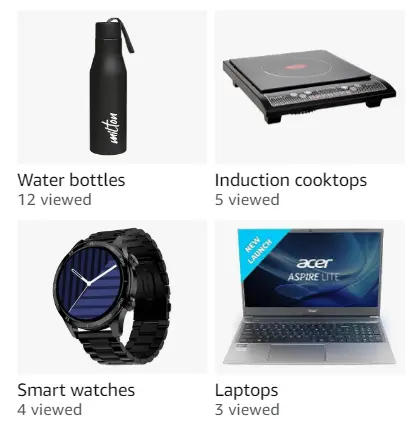 milton
Water bottles
12 viewed
Induction cooktops
5 viewed
Smart watches
4 viewed
NEW
LAUNCH
acer
ASPIRE LITE
acer
Laptops
3 viewed